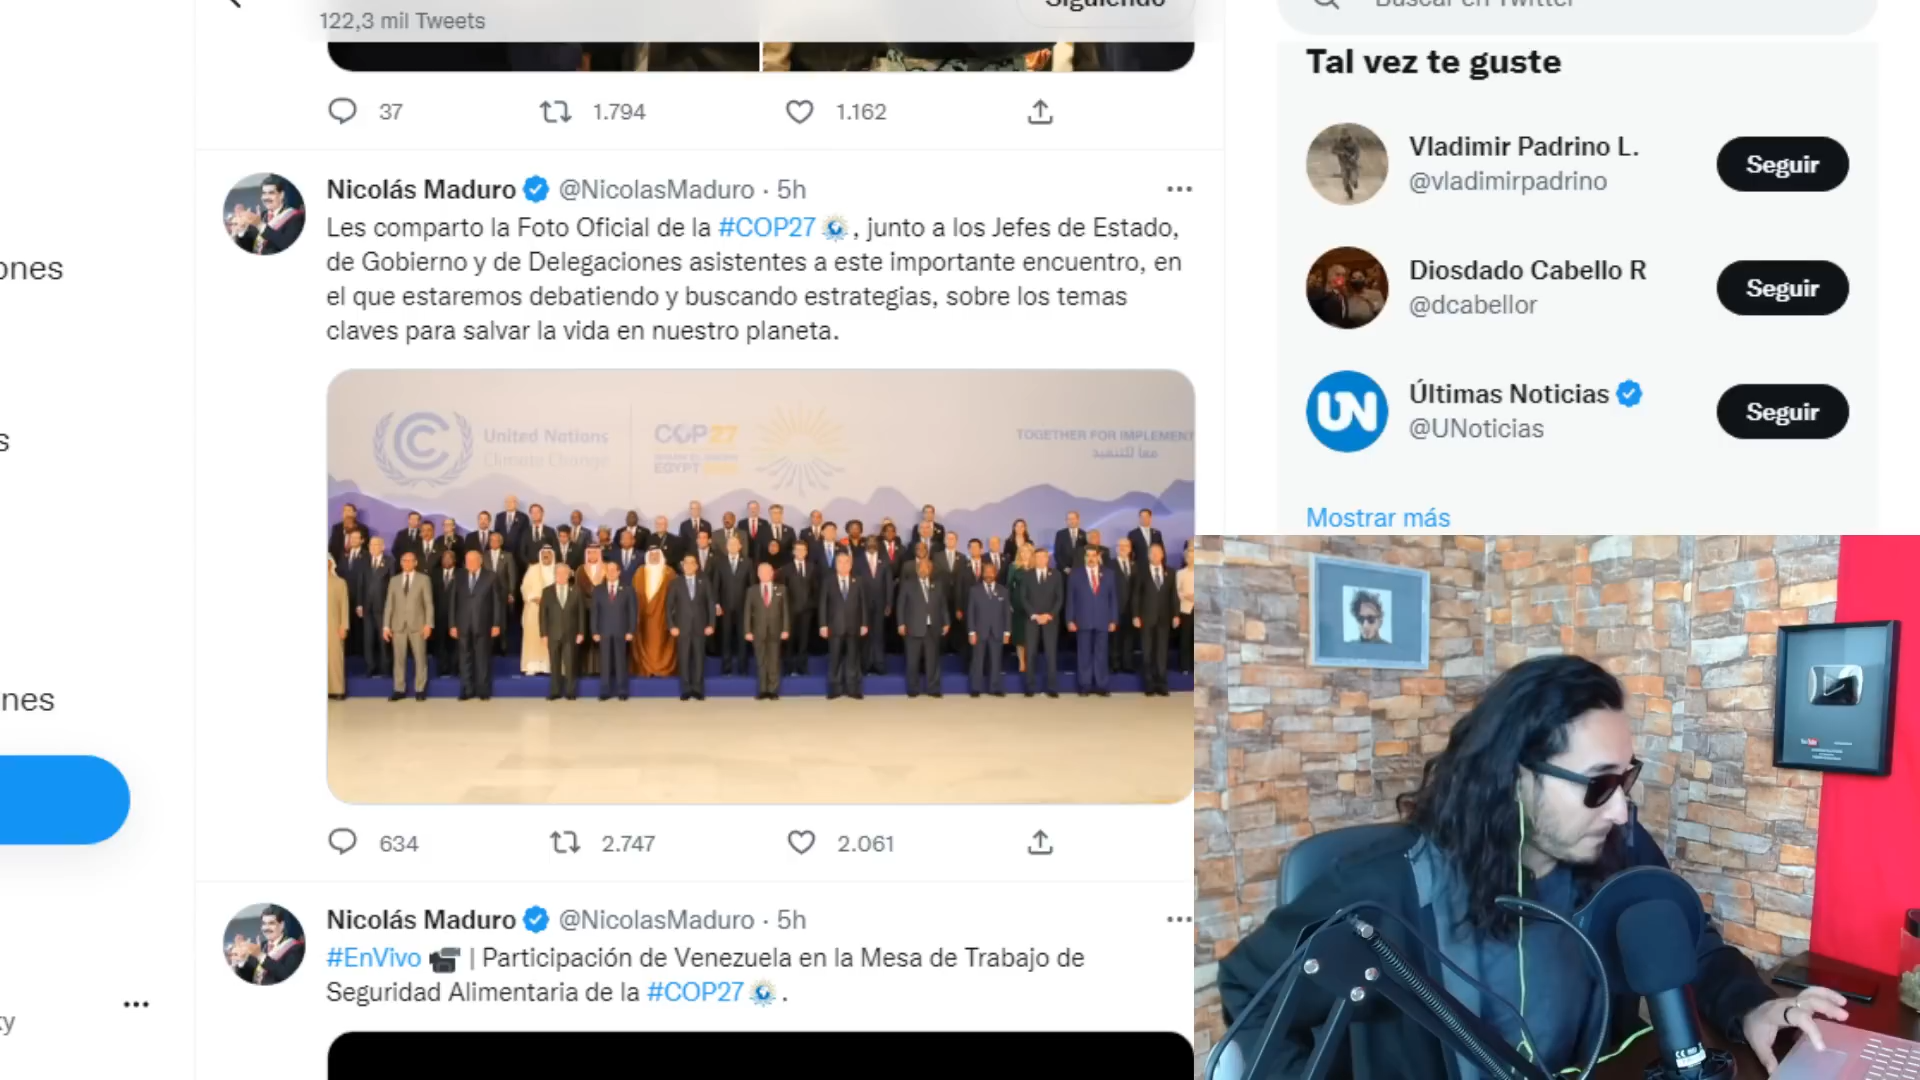 122,3 mil Tweets
Siguiendo
Buscar en Twitter
37
1.794
1.162
Nicolás Maduro @NicolasMaduro · 5h
Les comparto la Foto Oficial de la #COP27, junto a los Jefes de Estado,
de Gobierno y de Delegaciones asistentes a este importante encuentro, en
el que estaremos debatiendo y buscando estrategias, sobre los temas
claves para salvar la vida en nuestro planeta.
United Nations
Climate Change
COP27
EGYPT
TOGETHER FOR IMPLEMENT
معا للتنفيذ
634
2.747
2.061
Nicolás Maduro @NicolasMaduro · 5h
#EnVivo | Participación de Venezuela en la Mesa de Trabajo de
Seguridad Alimentaria de la #COP27.
Tal vez te guste
Vladimir Padrino L.
@vladimirpadrino
Seguir
Diosdado Cabello R
@dcabellor
Seguir
UN
Últimas Noticias
@UNoticias
Seguir
Mostrar más
ones
s
nes